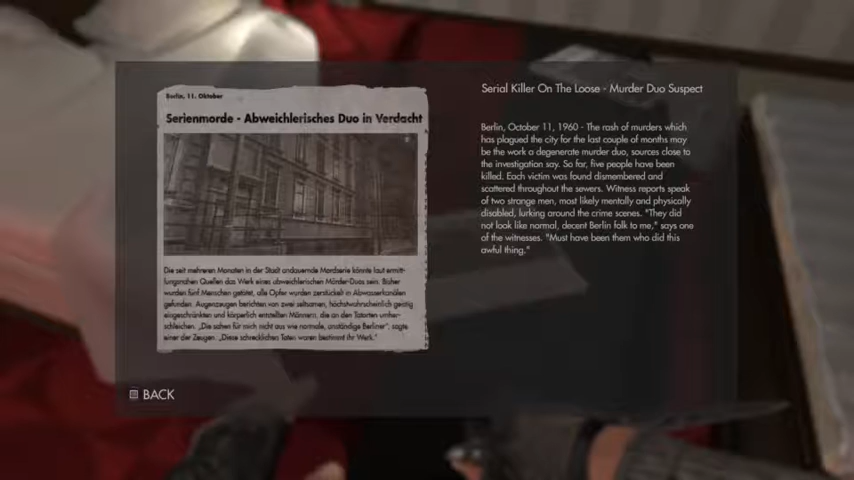 Berlin, 11. Oktober
Serienmorde - Abweichlerisches Duo in Verdacht
Die seit mehreren Monaten in der Stadt andauernde Mordserie könnte laut ermitt-
lungsnahen Quellen das Werk eines abweichlerischen Mörder-Duos sein. Bisher
wurden fünf Menschen getötet, alle Opfer wurden zerstückelt in Abwasserkanälen
gefunden. Augenzeugen berichten von zwei seltsamen, höchstwahrscheinlich geistig
eingeschränkten und körperlich entstellten Männern, die an den Tatorten umher-
schleichen. „Die sahen für mich nicht aus wie normale, anständige Berliner“, sagte
einer der Zeugen. „Diese schrecklichen Taten waren bestimmt ihr Werk.“
Serial Killer On The Loose - Murder Duo Suspect
Berlin, October 11, 1960 - The rash of murders which
has plagued the city for the last couple of months may
be the work a degenerate murder duo, sources close to
the investigation say. So far, five people have been
killed. Each victim was found dismembered and
scattered throughout the sewers. Witness reports speak
of two strange men, most likely mentally and physically
disabled, lurking around the crime scenes. "They did
not look like normal, decent Berlin folk to me," says one
of the witnesses. "Must have been them who did this
awful thing."
BACK